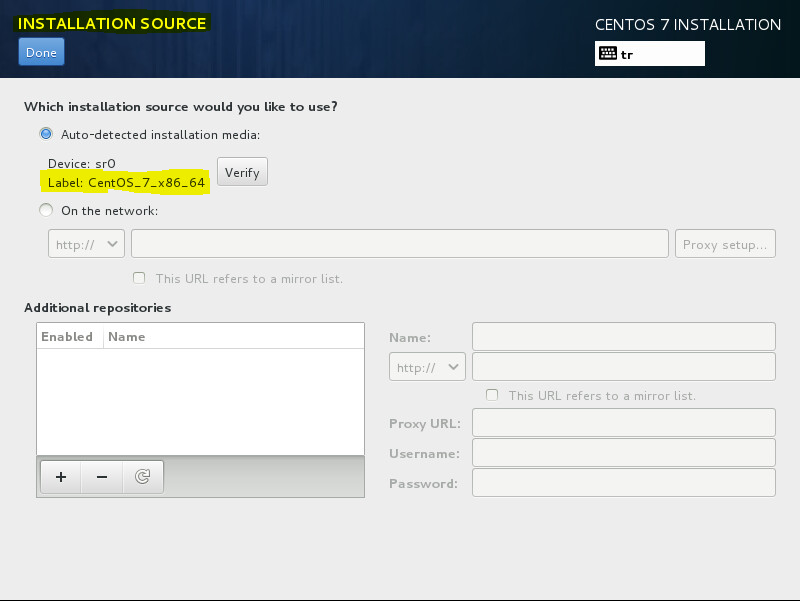 INSTALLATION SOURCE
CENTOS 7 INSTALLATION
Done
tr
Which installation source would you like to use?
Auto-detected installation media:
Device: sr0
Label: CentOS_7_x86_64
Verify
On the network:
http://
Proxy setup...
This URL refers to a mirror list.
Additional repositories
Enabled Name
Name:
http://
This URL refers to a mirror list.
Proxy URL:
Username:
Password: